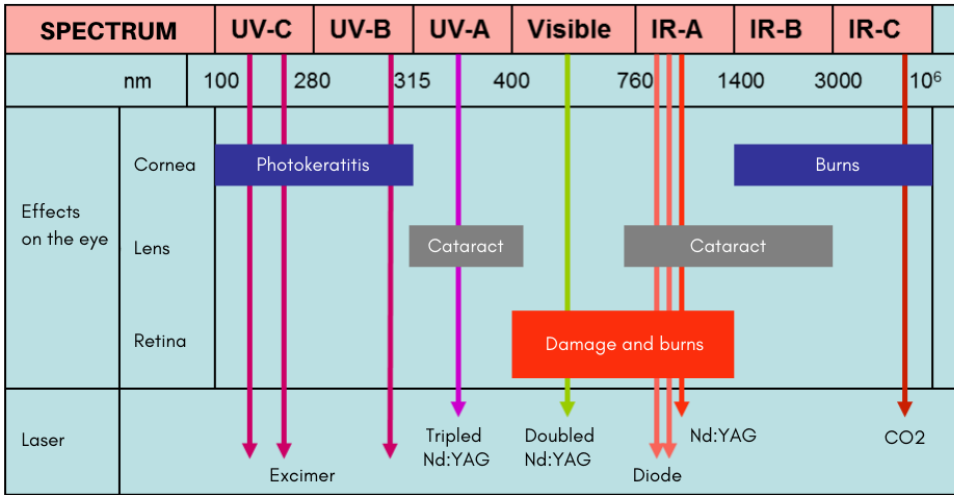 SPECTRUM UV-C UV-B UV-A Visible IR-A IR-B IR-C
nm 100 280 315 400 760 1400 3000 10⁶
Cornea Photokeratitis Burns
Effects
on the eye
Lens Cataract Cataract
Retina Damage and burns
Laser
Excimer
Tripled
Nd:YAG
Doubled
Nd:YAG
Diode
Nd:YAG
CO2